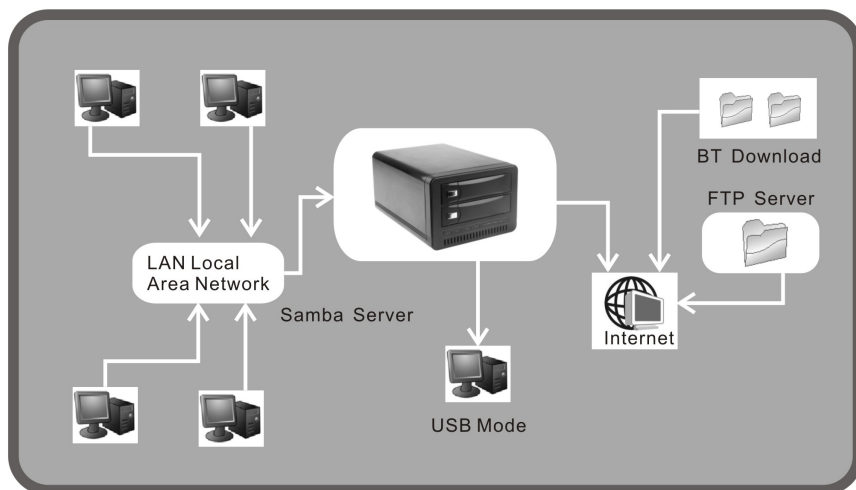 LAN Local
Area Network
Samba Server
USB Mode
BT Download
FTP Server
Internet